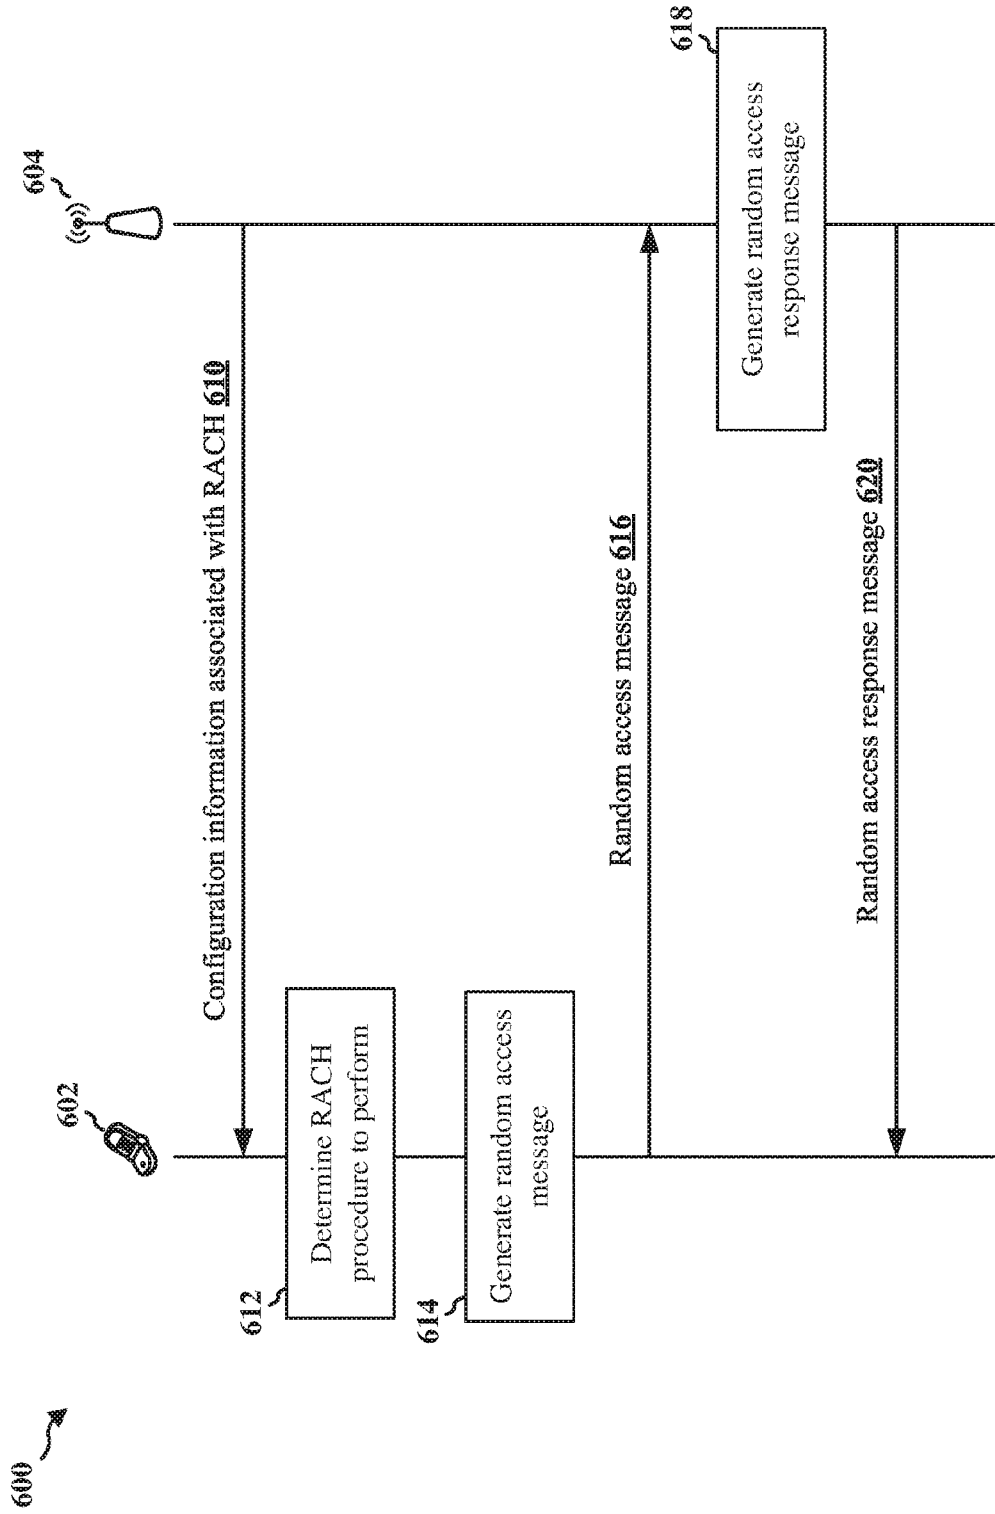 600
602
604
Configuration information associated with RACH 610
612
Determine RACH
procedure to perform
614
Generate random access
message
Random access message 616
618
Generate random access
response message
Random access response message 620